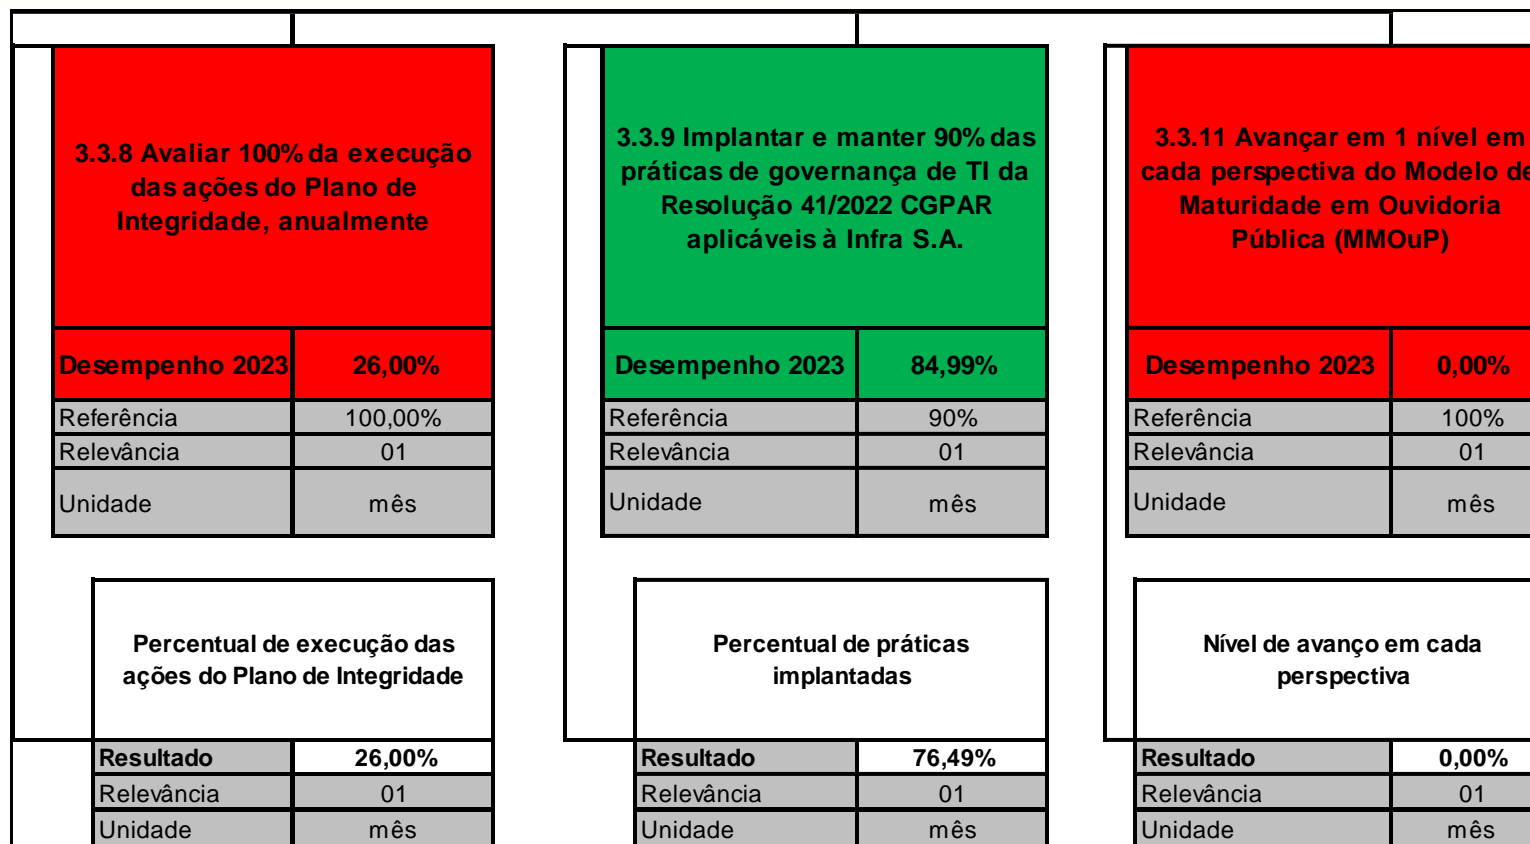 3.3.8 Avaliar 100% da execução
das ações do Plano de
Integridade, anualmente
Desempenho 2023 26,00%
Referência 100,00%
Relevância 01
Unidade mês
Percentual de execução das
ações do Plano de Integridade
Resultado 26,00%
Relevância 01
Unidade mês
3.3.9 Implantar e manter 90% das
práticas de governança de TI da
Resolução 41/2022 CGPAR
aplicáveis à Infra S.A.
Desempenho 2023 84,99%
Referência 90%
Relevância 01
Unidade mês
Percentual de práticas
implantadas
Resultado 76,49%
Relevância 01
Unidade mês
3.3.11 Avançar em 1 nível em
cada perspectiva do Modelo de
Maturidade em Ouvidoria
Pública (MMOuP)
Desempenho 2023 0,00%
Referência 100%
Relevância 01
Unidade mês
Nível de avanço em cada
perspectiva
Resultado 0,00%
Relevância 01
Unidade mês